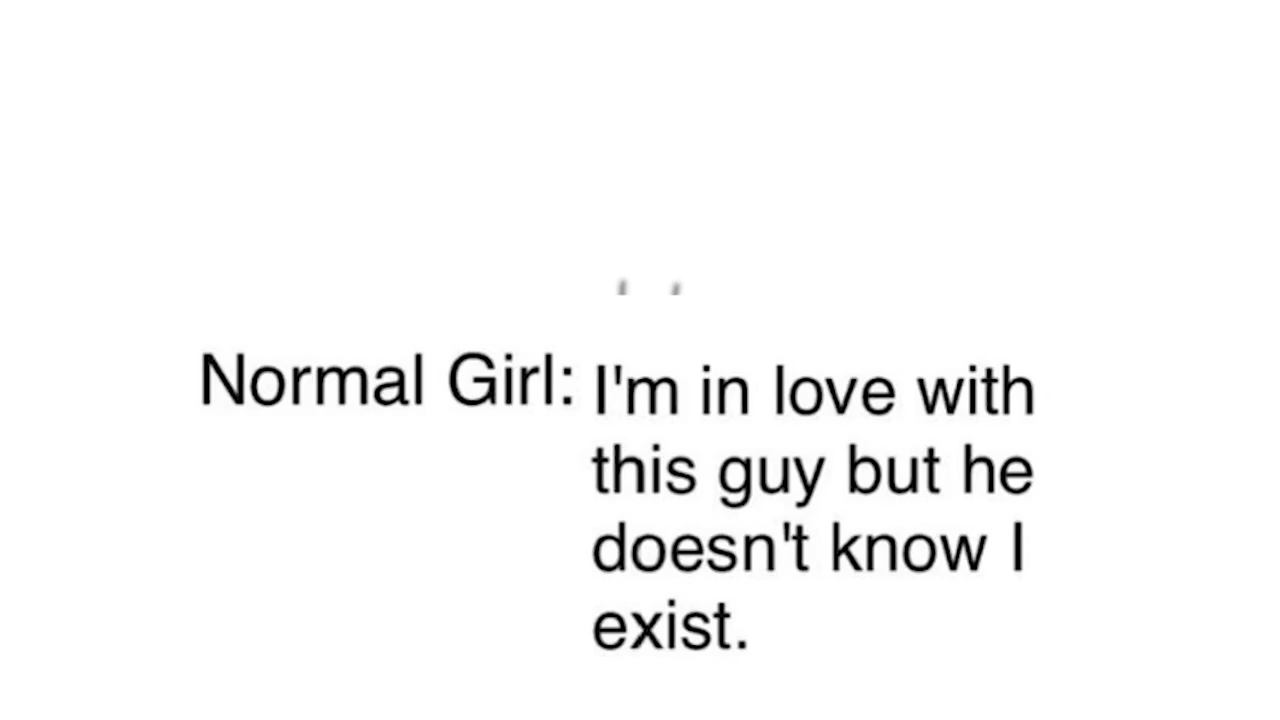 Normal Girl: I'm in love with
this guy but he
doesn't know I
exist.